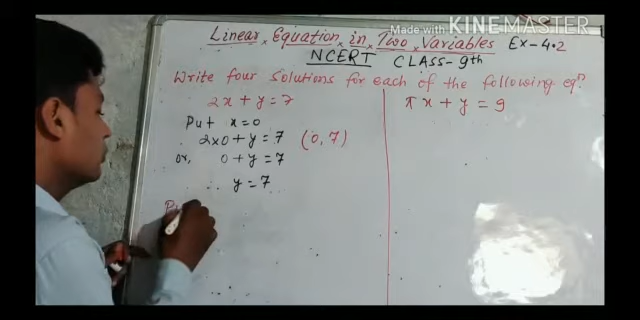 Made with KINEMASTER
Linear Equation in Two Variables Ex-4.2
NCERT CLASS-9th
Write four solutions for each of the following eqn
2x+y=7
πx+y=9
Put x=0
2×0+y=7 (0,7)
or, 0+y=7
∴ y=7